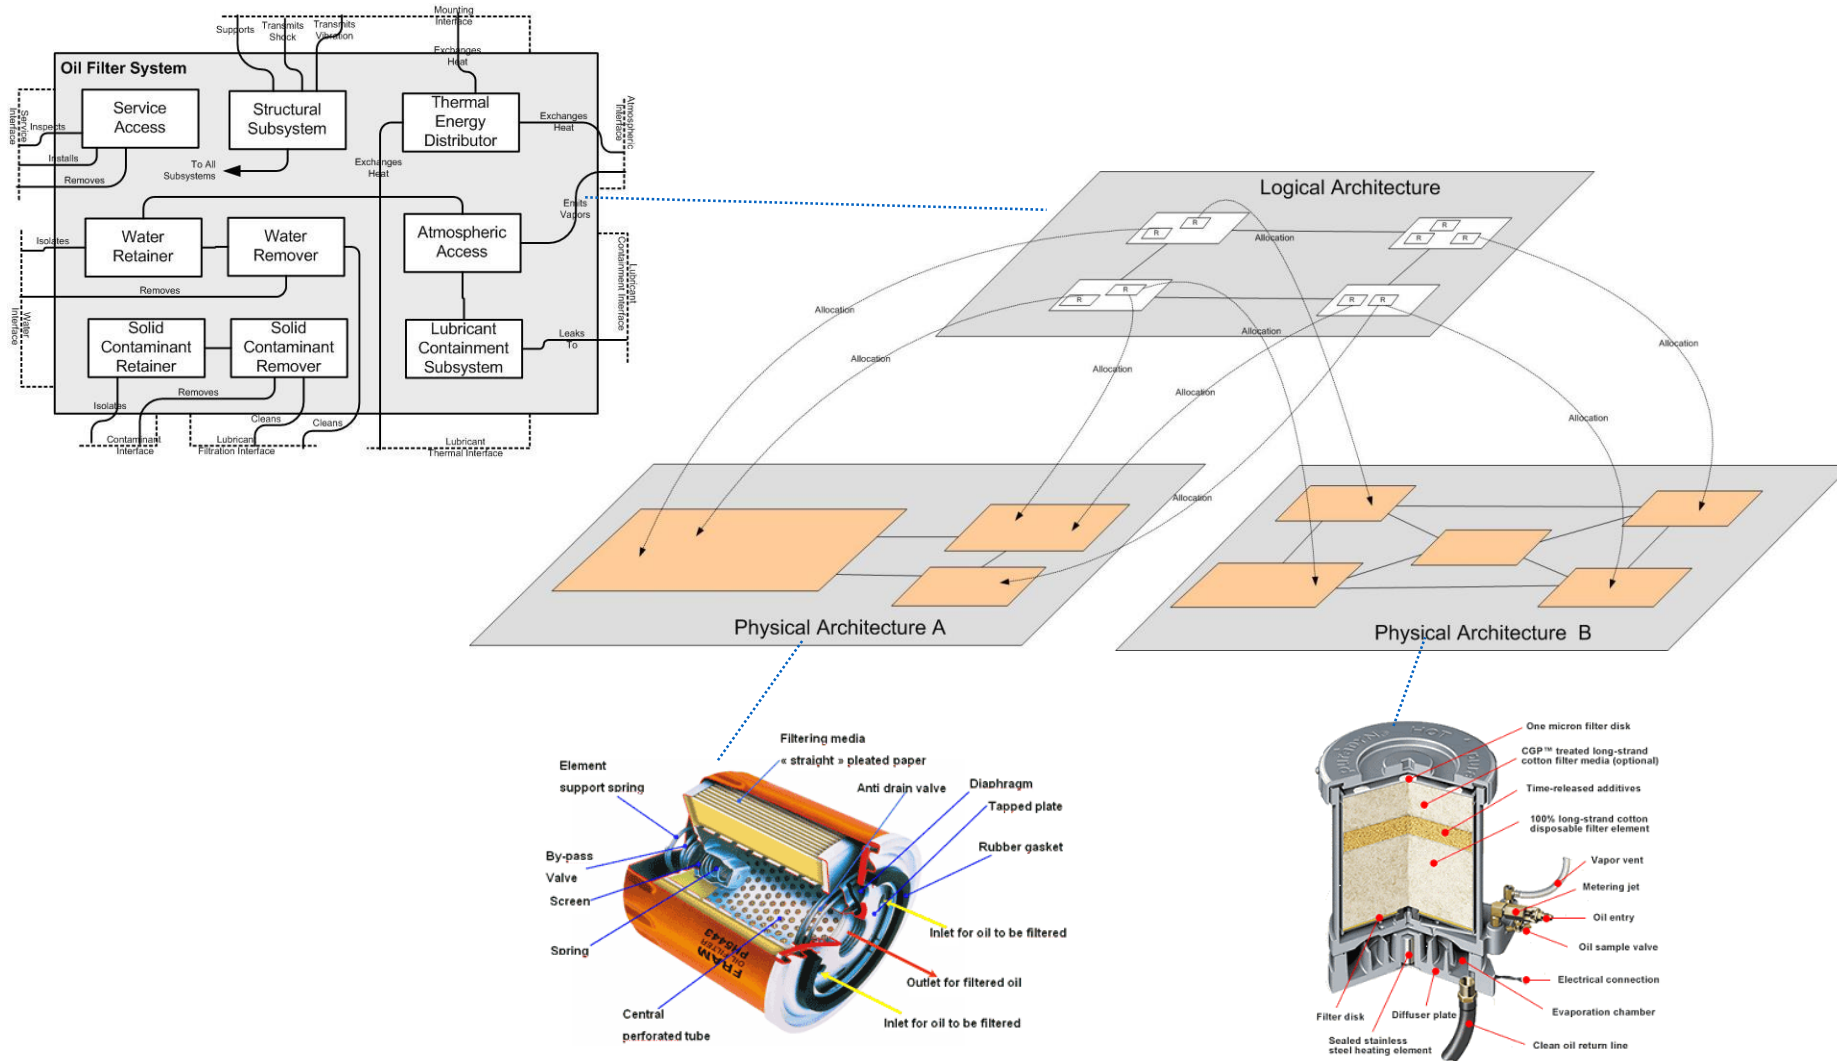 Supports
Transmits
Shock
Transmits
Vibration
Mounting
Interface
Exchanges
Heat
Oil Filter System
Service
Interface
Inspects
Installs
Removes
Service
Access
Structural
Subsystem
To All
Subsystems
Thermal
Energy
Distributor
Exchanges
Heat
Exchanges
Heat
Atmospheric
Interface
Emits
Vapors
Isolates
Water
Retainer
Water
Remover
Atmospheric
Access
Removes
Water
Interface
Lubricant
Containment Interface
Solid
Contaminant
Retainer
Solid
Contaminant
Remover
Lubricant
Containment
Subsystem
Leaks
To
Isolates
Removes
Cleans
Cleans
Contaminant
Interface
Lubrican
Filtration Interface
Lubricant
Thermal Interface
Logical Architecture
R
R
R
R
R
R
R
R
R
Allocation
Allocation
Allocation
Allocation
Allocation
Allocation
Allocation
Allocation
Allocation
Physical Architecture A
Physical Architecture B
Filtering media
« straight » pleated paper
Element
support spring
Anti drain valve
Diaphragm
Tapped plate
Rubber gasket
By-pass
Valve
Screen
Spring
Inlet for oil to be filtered
Outlet for filtered oil
Inlet for oil to be filtered
Central
perforated tube
FRAM
OIL FILTER
PH5443
One micron filter disk
CGP™ treated long-strand
cotton filter media (optional)
Time-released additives
100% long-strand cotton
disposable filter element
Vapor vent
Metering jet
Oil entry
Oil sample valve
Electrical connection
Evaporation chamber
Clean oil return line
Filter disk
Diffuser plate
Sealed stainless
steel heating element
HOT